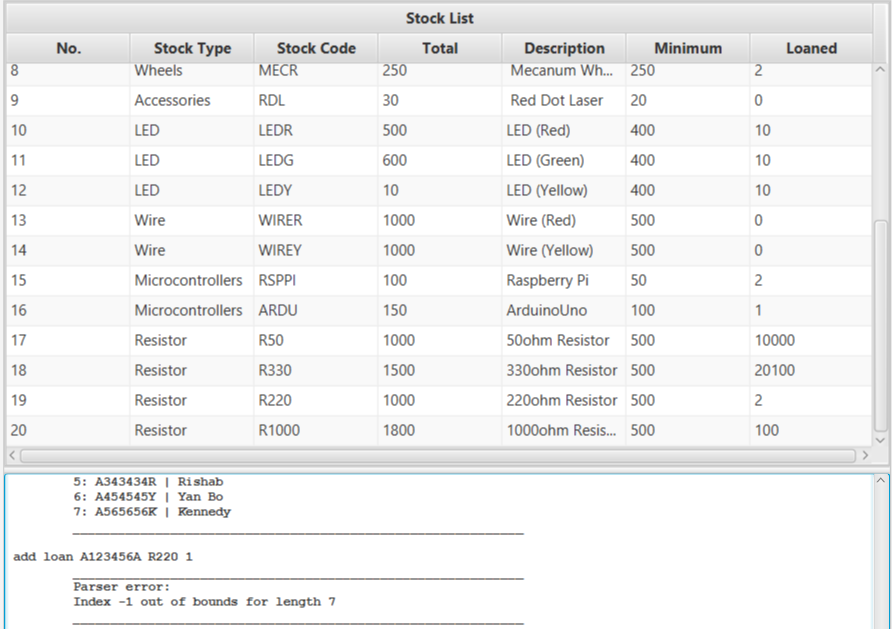 Stock List
No. Stock Type Stock Code Total Description Minimum Loaned
8 Wheels MECR 250 Mecanum Wh... 250 2
9 Accessories RDL 30 Red Dot Laser 20 0
10 LED LEDR 500 LED (Red) 400 10
11 LED LEDG 600 LED (Green) 400 10
12 LED LEDY 10 LED (Yellow) 400 10
13 Wire WIRER 1000 Wire (Red) 500 0
14 Wire WIREY 1000 Wire (Yellow) 500 0
15 Microcontrollers RSPPI 100 Raspberry Pi 50 2
16 Microcontrollers ARDU 150 ArduinoUno 100 1
17 Resistor R50 1000 50ohm Resistor 500 10000
18 Resistor R330 1500 330ohm Resistor 500 20100
19 Resistor R220 1000 220ohm Resistor 500 2
20 Resistor R1000 1800 1000ohm Resis... 500 100
5: A343434R | Rishab
6: A454545Y | Yan Bo
7: A565656K | Kennedy
add loan A123456A R220 1
Parser error:
Index -1 out of bounds for length 7